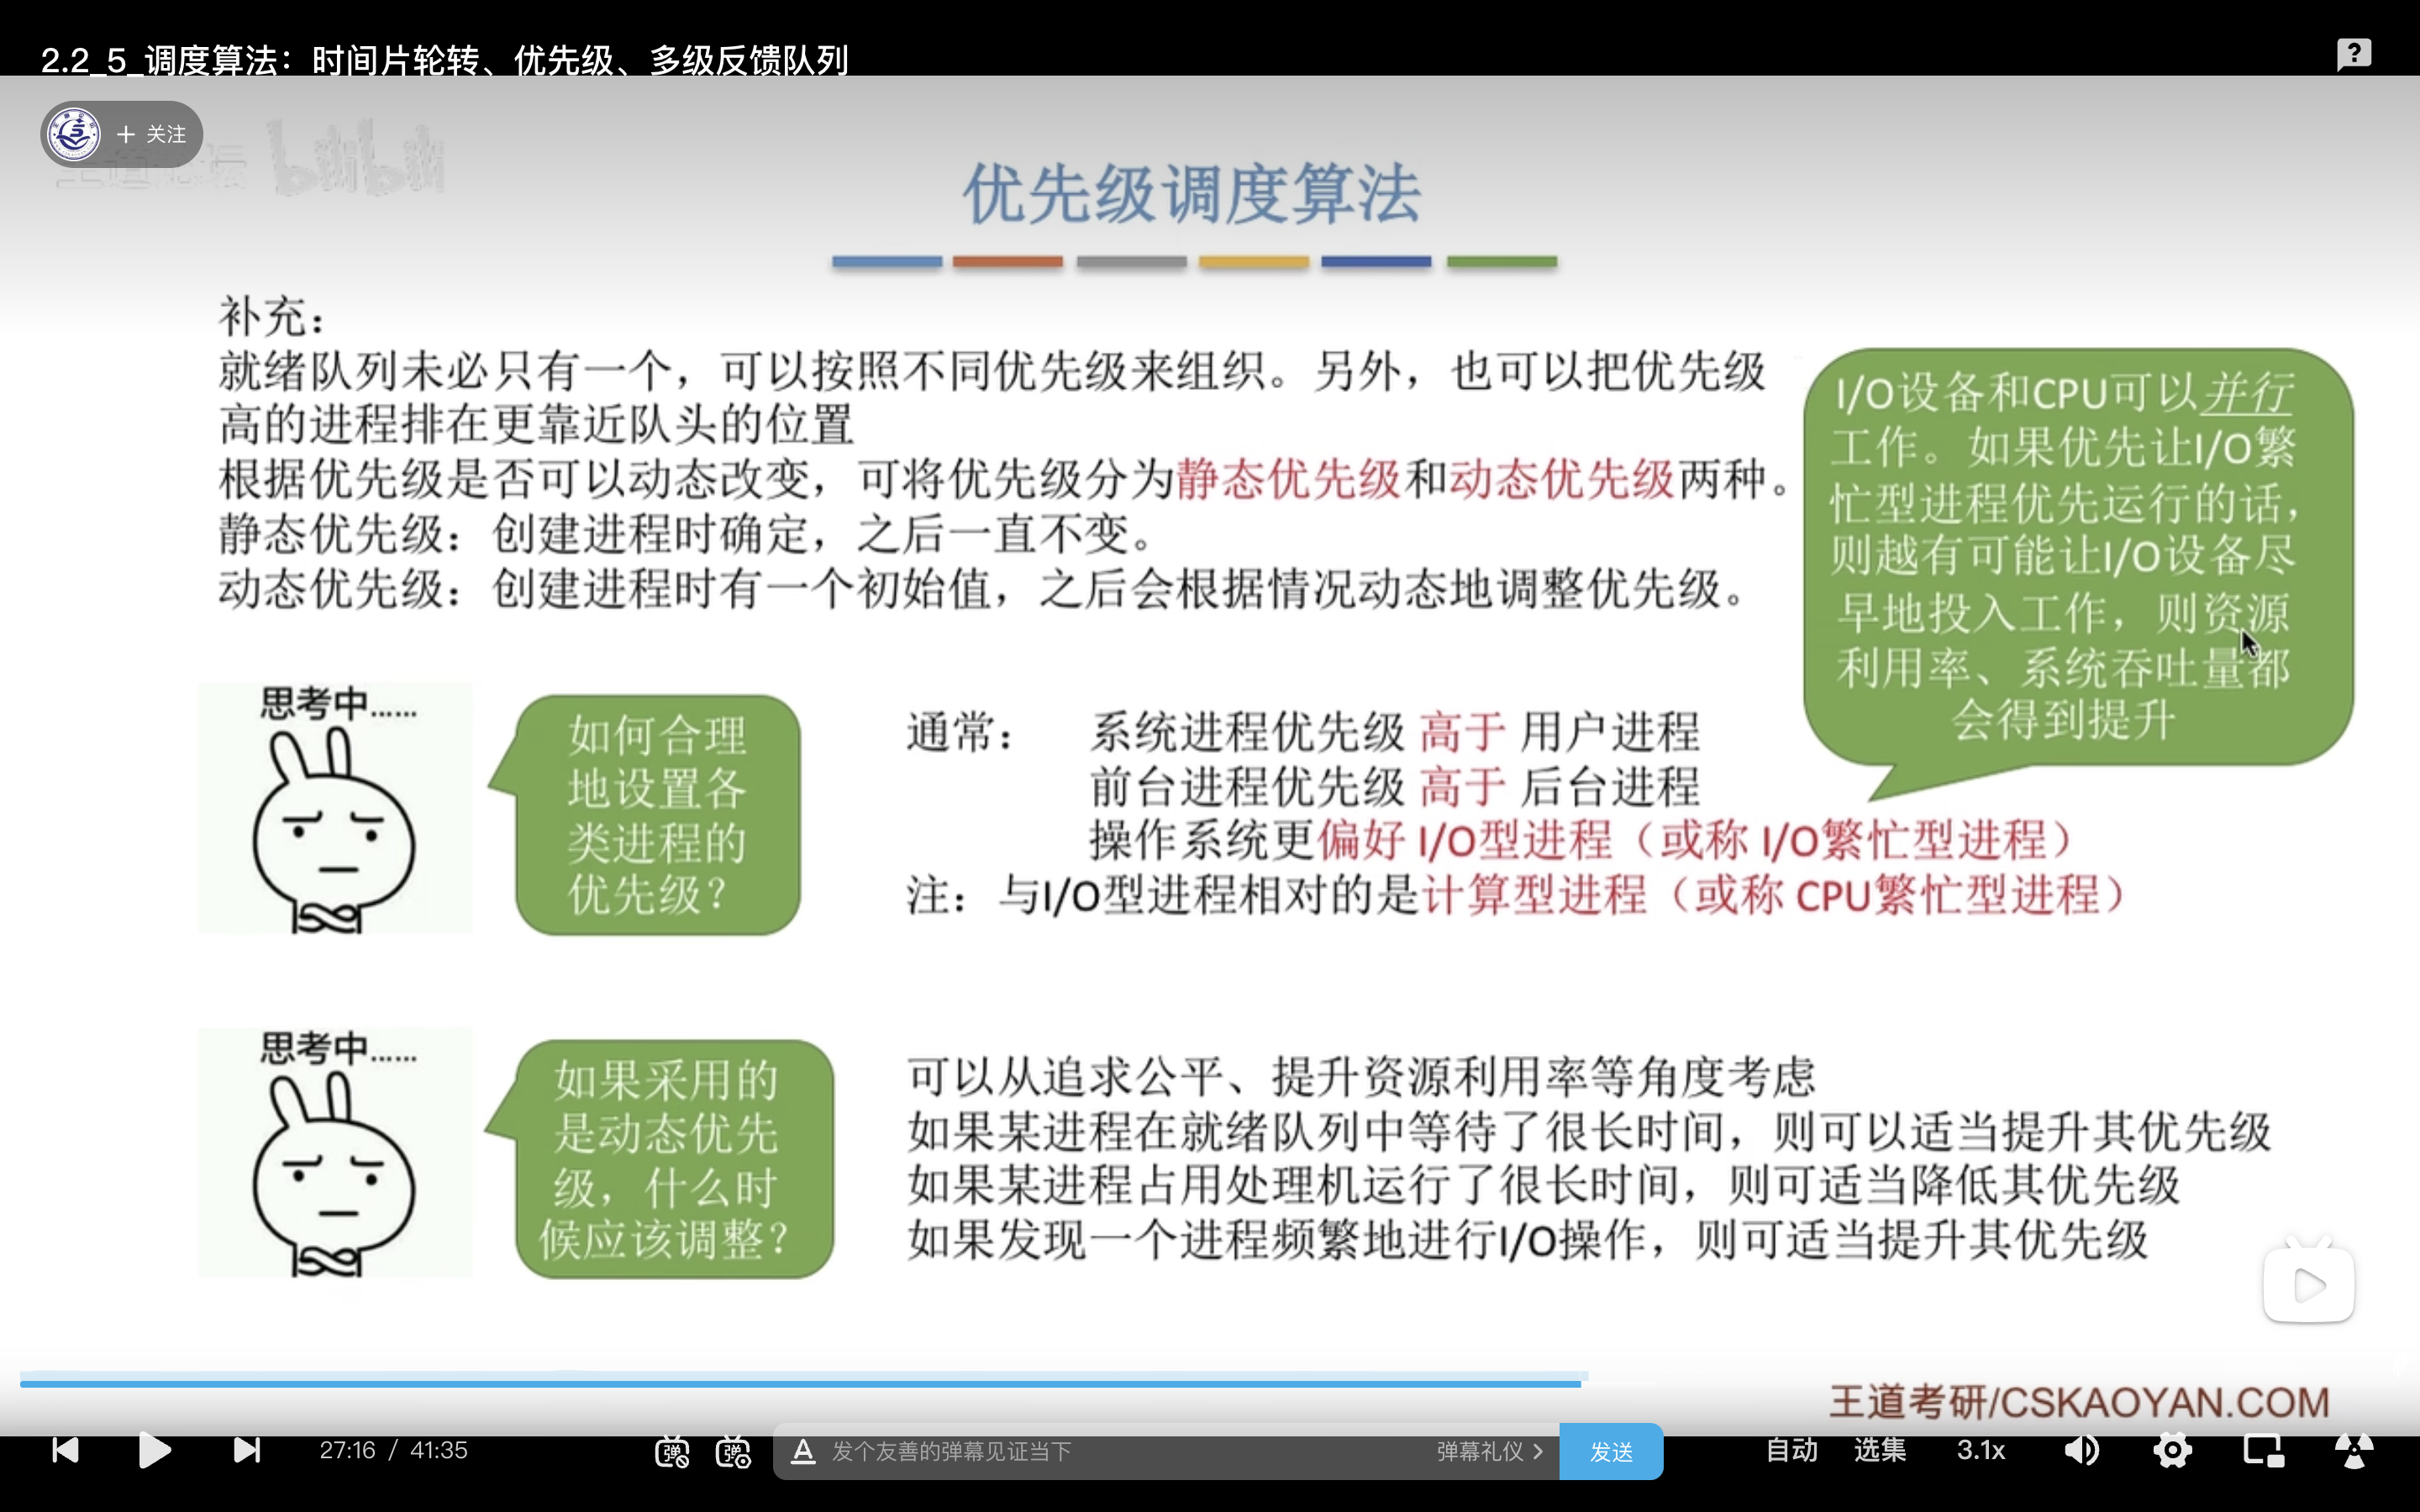 2.2_5_调度算法：时间片轮转、优先级、多级反馈队列
+ 关注
bilibili
优先级调度算法
补充：
就绪队列未必只有一个，可以按照不同优先级来组织。另外，也可以把优先级
高的进程排在更靠近队头的位置
根据优先级是否可以动态改变，可将优先级分为静态优先级和动态优先级两种。
静态优先级：创建进程时确定，之后一直不变。
动态优先级：创建进程时有一个初始值，之后会根据情况动态地调整优先级。
I/O设备和CPU可以并行
工作。如果优先让I/O繁
忙型进程优先运行的话，
则越有可能让I/O设备尽
早地投入工作，则资源
利用率、系统吞吐量都
会得到提升
思考中……
如何合理
地设置各
类进程的
优先级？
通常： 系统进程优先级 高于 用户进程
前台进程优先级 高于 后台进程
操作系统更偏好 I/O型进程（或称 I/O繁忙型进程）
注：与I/O型进程相对的是计算型进程（或称 CPU繁忙型进程）
思考中……
如果采用的
是动态优先
级，什么时
候应该调整？
可以从追求公平、提升资源利用率等角度考虑
如果某进程在就绪队列中等待了很长时间，则可以适当提升其优先级
如果某进程占用处理机运行了很长时间，则可适当降低其优先级
如果发现一个进程频繁地进行I/O操作，则可适当提升其优先级
王道考研/CSKAOYAN.COM
27:16 / 41:35
弹
弹
A 发个友善的弹幕见证当下
弹幕礼仪 >
发送
自动
选集
3.1x